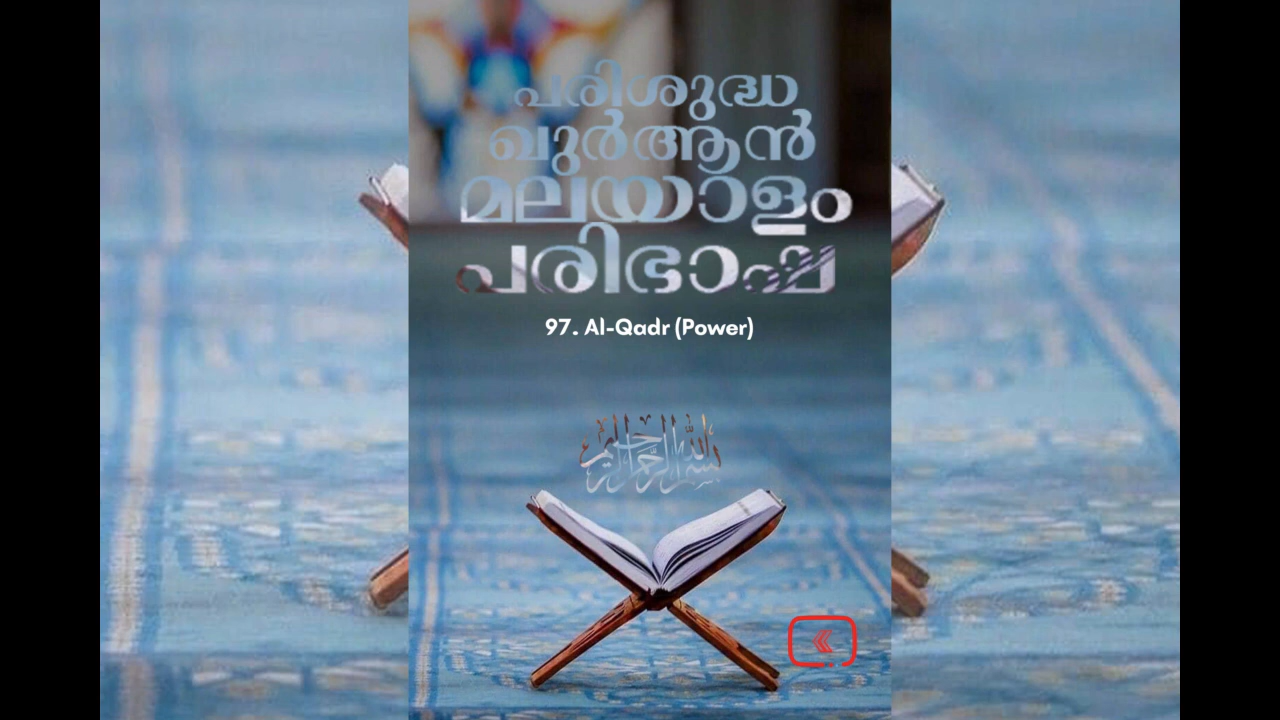 പരിശുദ്ധ
ഖുർആൻ
മലയാളം
പരിഭാഷ
97. Al-Qadr (Power)
بسم الله الرحمن الرحيم